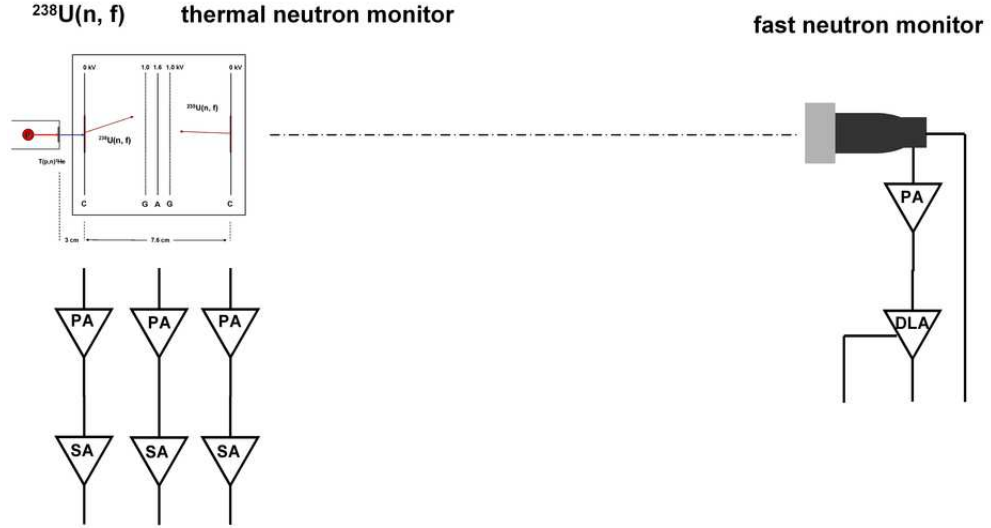 ²³⁸U(n, f) thermal neutron monitor
fast neutron monitor
0 kV 1.0 1.6 1.0 kV 0 kV
²³⁸U(n, f)
T(p,n)³He
C G A G C
3 cm 7.6 cm
PA PA PA PA
DLA
SA SA SA